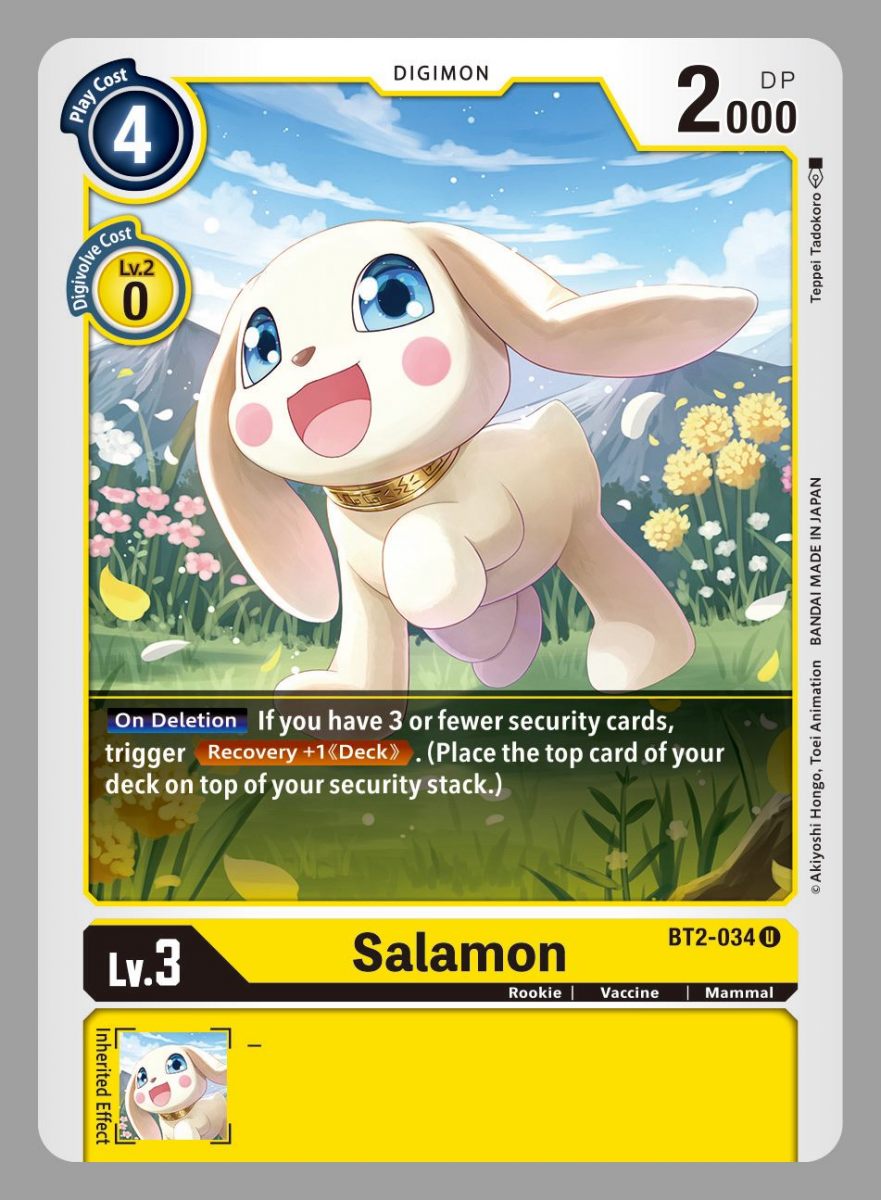 DIGIMON
Play Cost
4
2000
DP
Digivolve Cost
Lv.2
0
Teppei Tadokoro
© Akiyoshi Hongo, Toei Animation BANDAI MADE IN JAPAN
On Deletion If you have 3 or fewer security cards,
trigger Recovery +1《Deck》. (Place the top card of your
deck on top of your security stack.)
Lv.3
Salamon
BT2-034 U
Rookie | Vaccine | Mammal
Inherited Effect
–